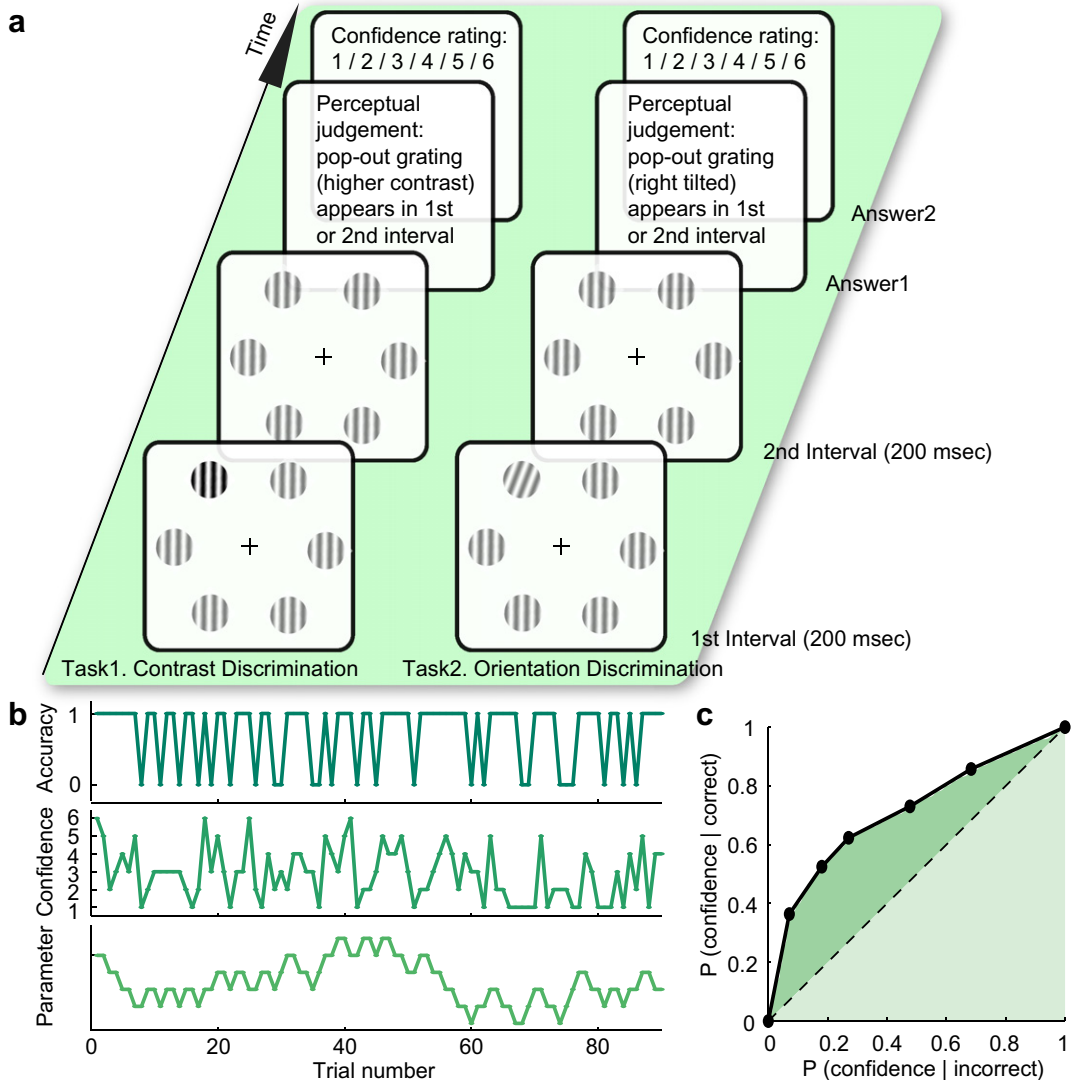 a
Time
Confidence rating:
1 / 2 / 3 / 4 / 5 / 6
Confidence rating:
1 / 2 / 3 / 4 / 5 / 6
Perceptual
judgement:
pop-out grating
(higher contrast)
appears in 1st
or 2nd interval
Perceptual
judgement:
pop-out grating
(right tilted)
appears in 1st
or 2nd interval
Answer2
Answer1
2nd Interval (200 msec)
1st Interval (200 msec)
Task1. Contrast Discrimination
Task2. Orientation Discrimination
b
Accuracy
1
0
Confidence
6
5
4
3
2
1
Parameter
0
20
40
60
80
Trial number
c
P (confidence | correct)
1
0.8
0.6
0.4
0.2
0
0
0.2
0.4
0.6
0.8
1
P (confidence | incorrect)